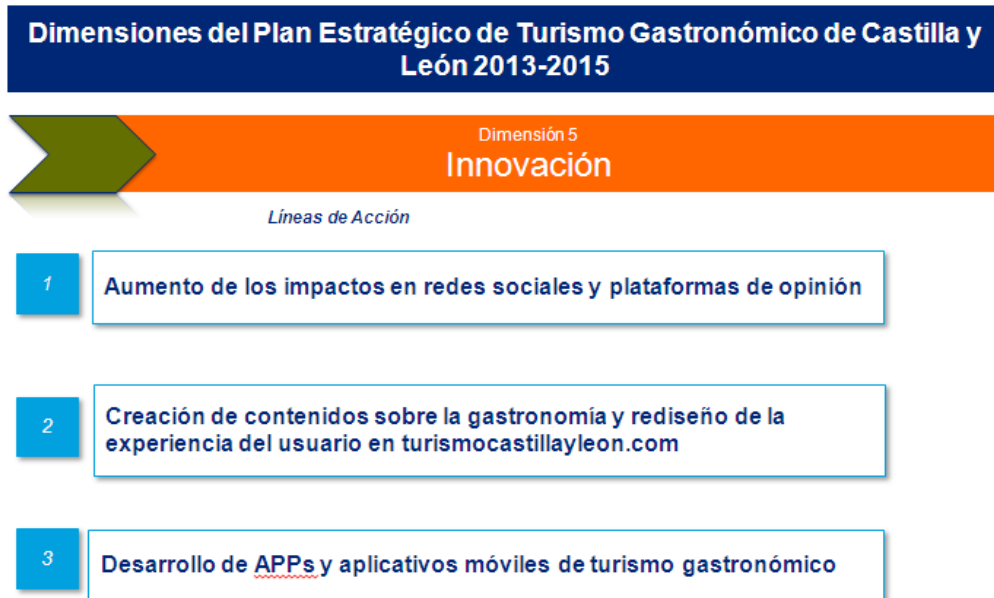 Dimensiones del Plan Estratégico de Turismo Gastronómico de Castilla y
León 2013-2015
Dimensión 5
Innovación
Líneas de Acción
1
Aumento de los impactos en redes sociales y plataformas de opinión
2
Creación de contenidos sobre la gastronomía y rediseño de la
experiencia del usuario en turismocastillayleon.com
3
Desarrollo de APPs y aplicativos móviles de turismo gastronómico